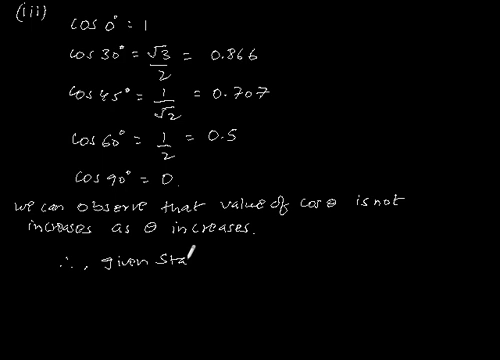 (iii)
cos 0° = 1
cos 30° = √3/2 = 0.866
cos 45° = 1/√2 = 0.707
cos 60° = 1/2 = 0.5
cos 90° = 0.
we can observe that value of cos θ is not
increases as θ increases.
∴, given sta